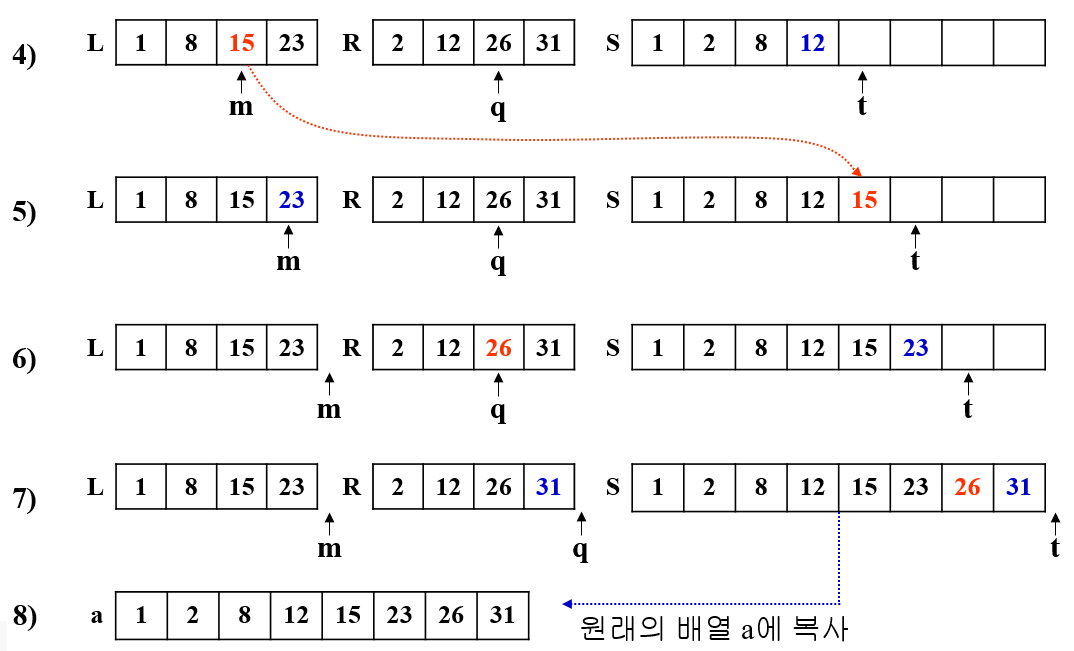 4) L 1 8 15 23 R 2 12 26 31 S 1 2 8 12
m q t
5) L 1 8 15 23 R 2 12 26 31 S 1 2 8 12 15
m q t
6) L 1 8 15 23 R 2 12 26 31 S 1 2 8 12 15 23
m q t
7) L 1 8 15 23 R 2 12 26 31 S 1 2 8 12 15 23 26 31
m q t
8) a 1 2 8 12 15 23 26 31
원래의 배열 a에 복사